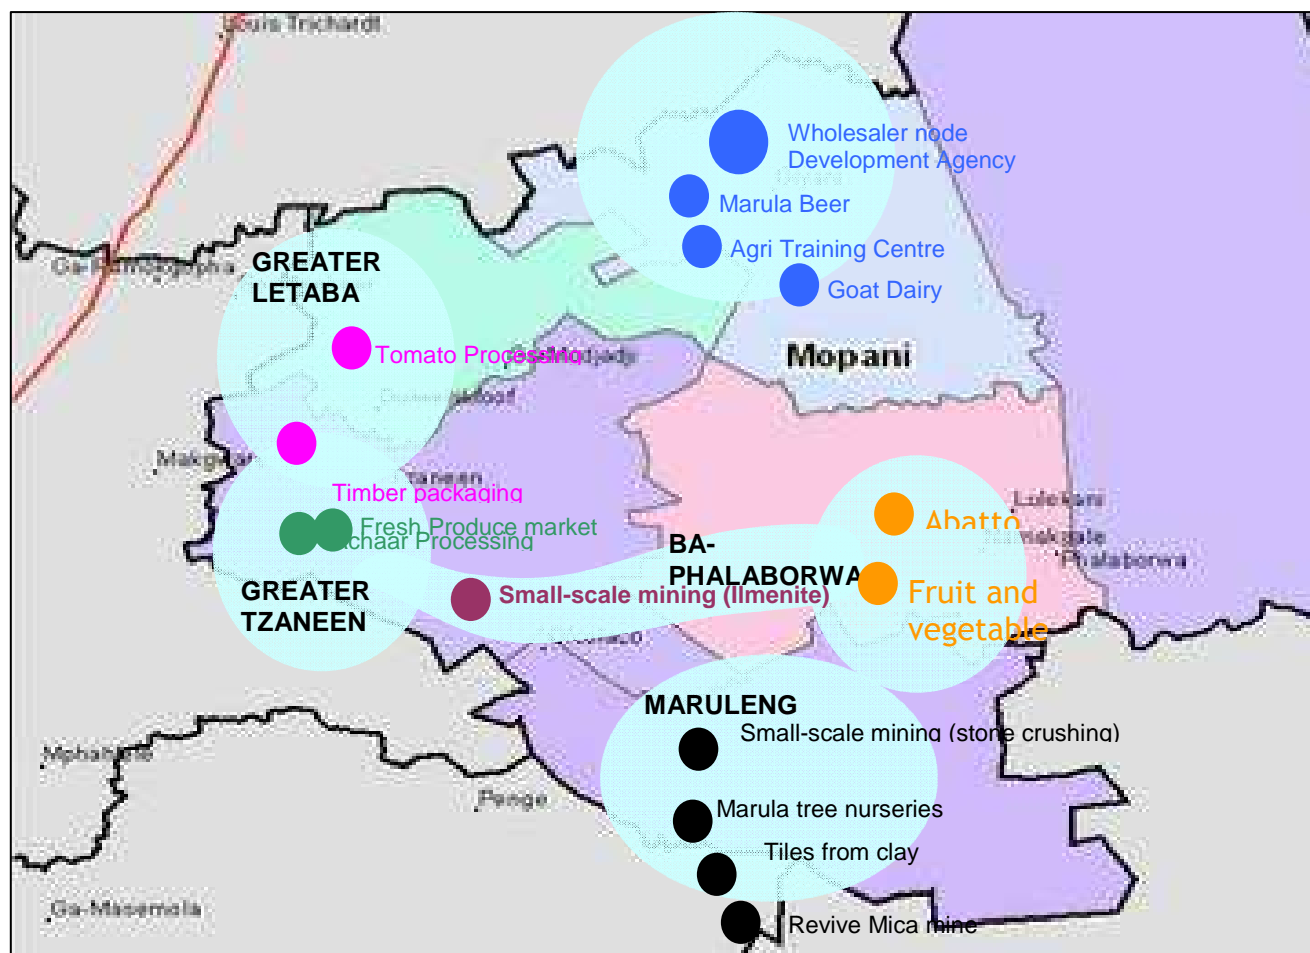 Louis Trichardt
Wholesaler node
Development Agency
Marula Beer
Agri Training Centre
Goat Dairy
GREATER
LETABA
Mopani
Tomato Processing
Timber packaging
Lulekani
Abatto
Fresh Produce market
Achaar Processing
Phalaborwa
BA-
PHALABORWA
Small-scale mining (Ilmenite)
Fruit and
vegetable
GREATER
TZANEEN
MARULENG
Small-scale mining (stone crushing)
Mphahlele
Penge
Marula tree nurseries
Tiles from clay
Ga-Masemola
Revive Mica mine